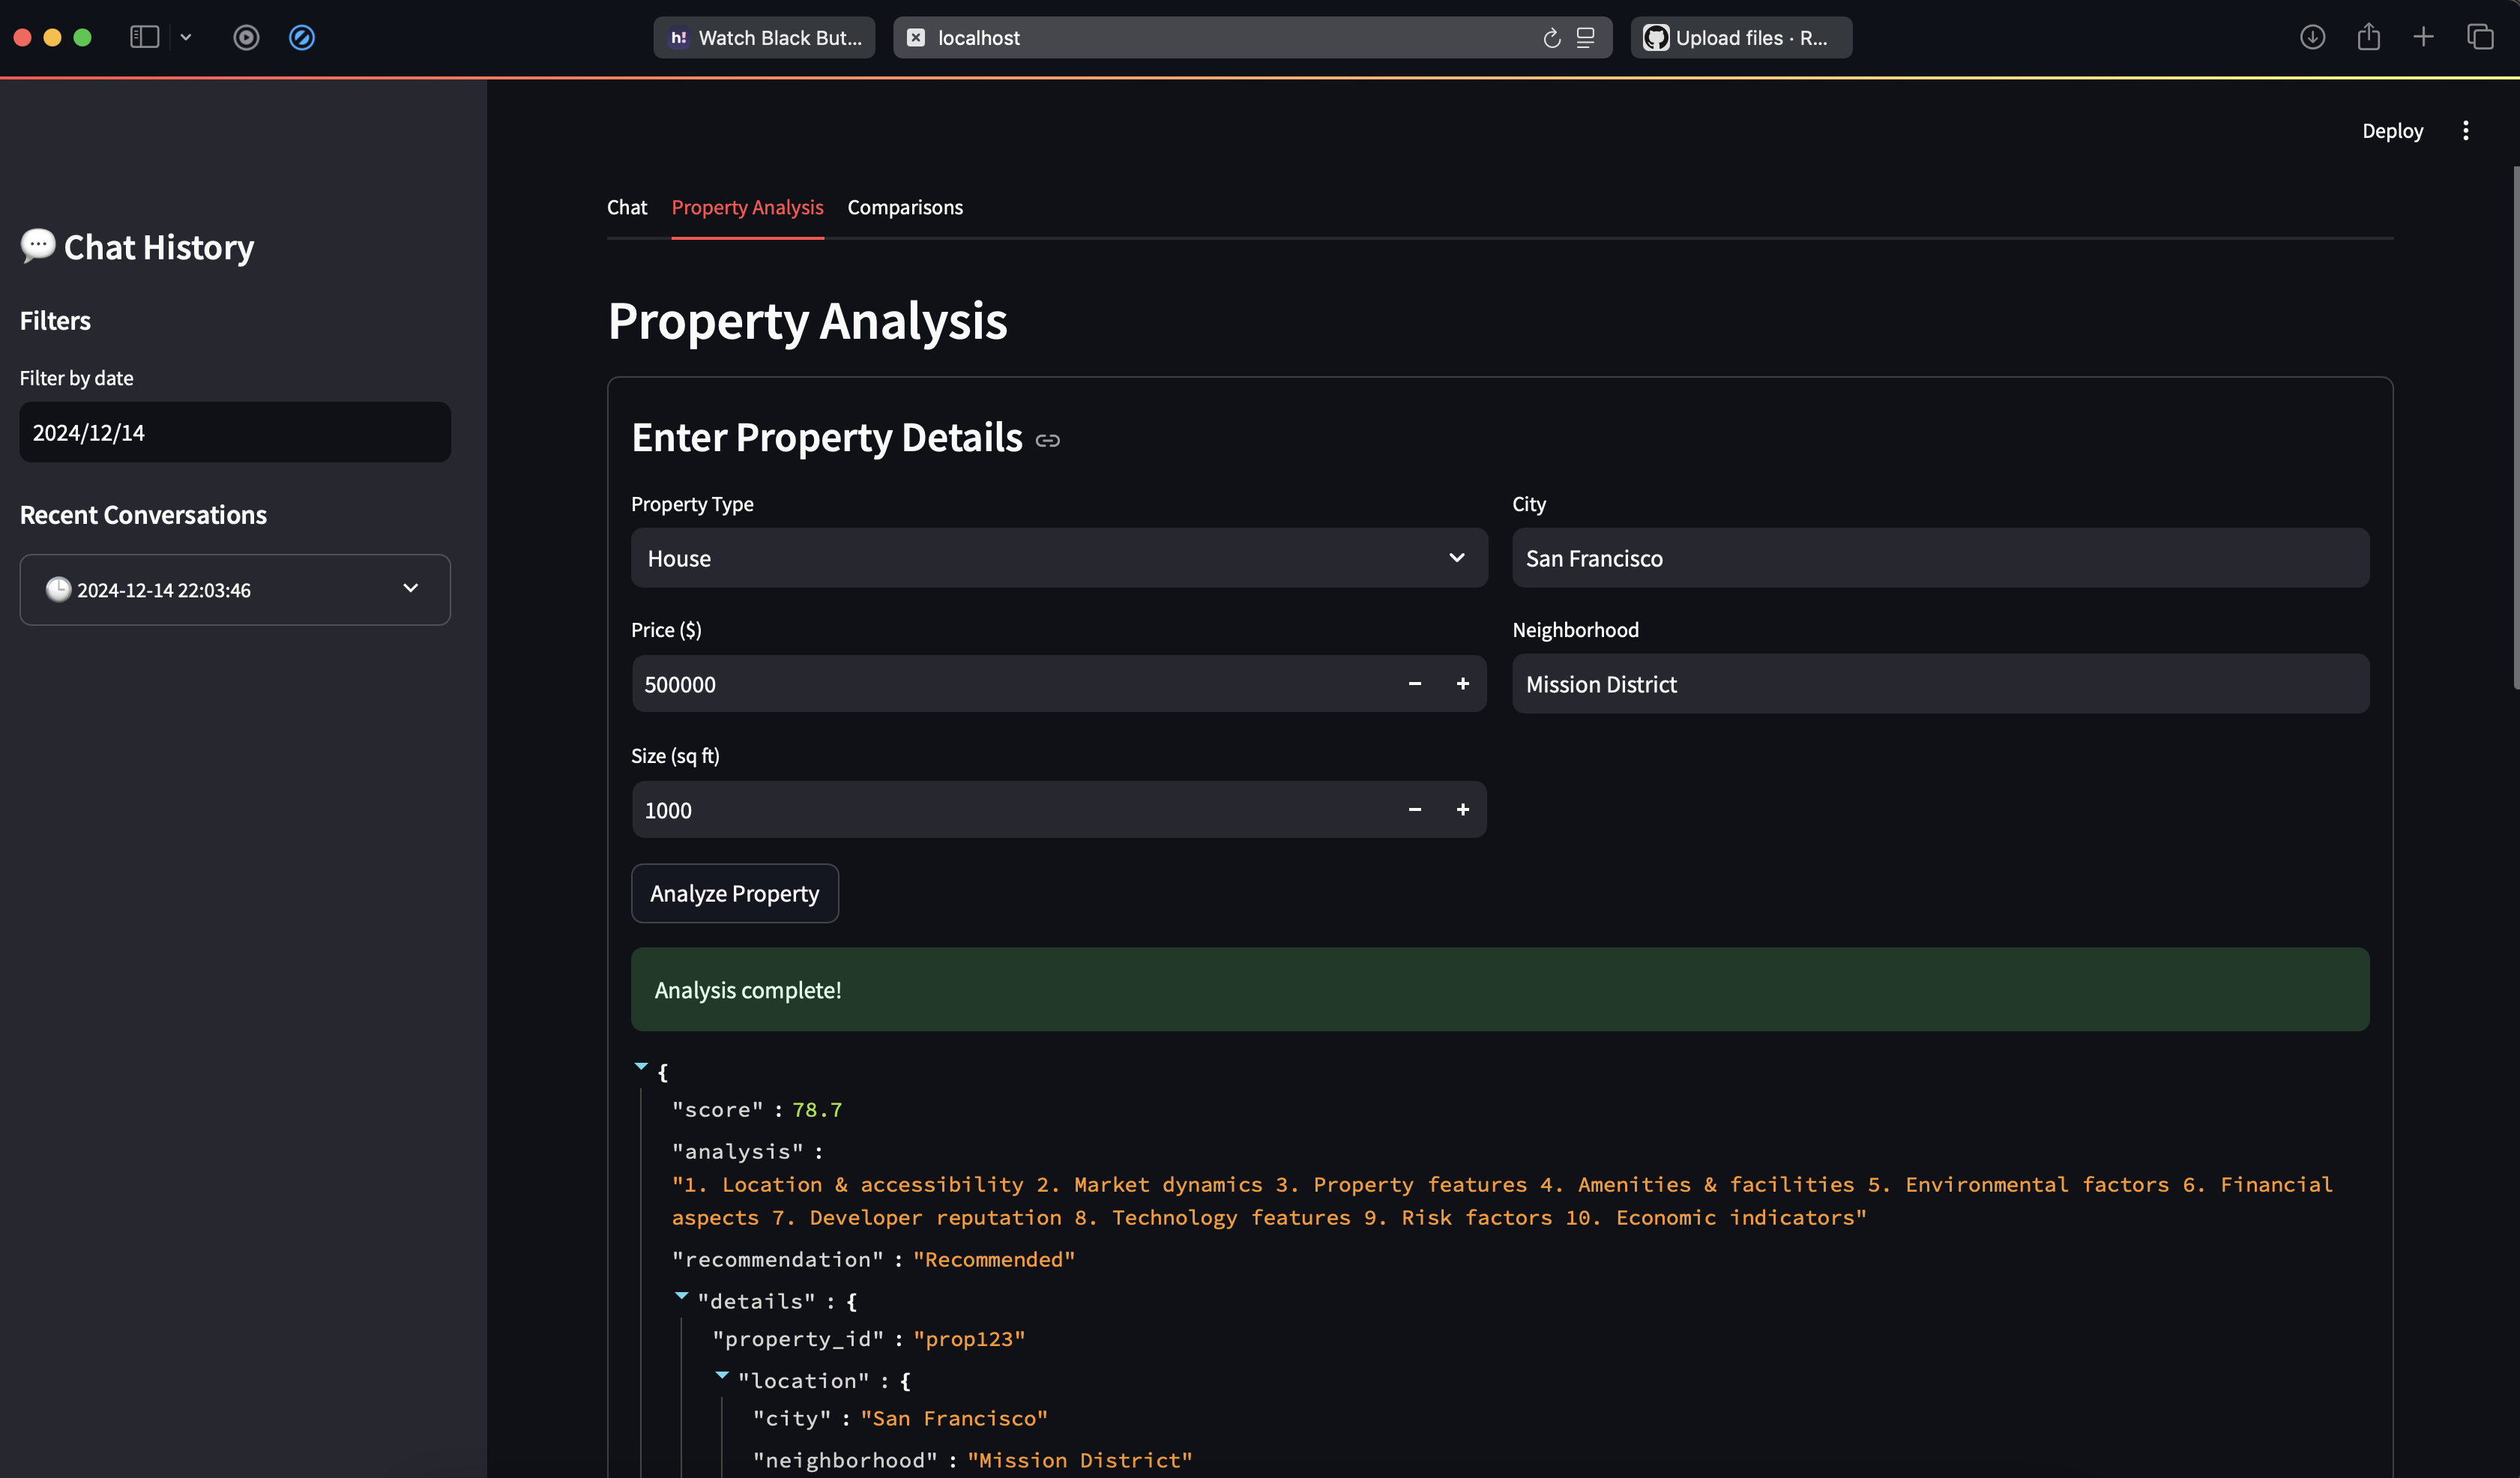 h! Watch Black But...
localhost
Upload files · R...
Deploy
💬 Chat History
Filters
Filter by date
2024/12/14
Recent Conversations
🕒 2024-12-14 22:03:46
Chat Property Analysis Comparisons
Property Analysis
Enter Property Details
Property Type
House
City
San Francisco
Price ($)
500000
Neighborhood
Mission District
Size (sq ft)
1000
Analyze Property
Analysis complete!
{
"score" : 78.7
"analysis" :
"1. Location & accessibility 2. Market dynamics 3. Property features 4. Amenities & facilities 5. Environmental factors 6. Financial
aspects 7. Developer reputation 8. Technology features 9. Risk factors 10. Economic indicators"
"recommendation" : "Recommended"
"details" : {
"property_id" : "prop123"
"location" : {
"city" : "San Francisco"
"neighborhood" : "Mission District"